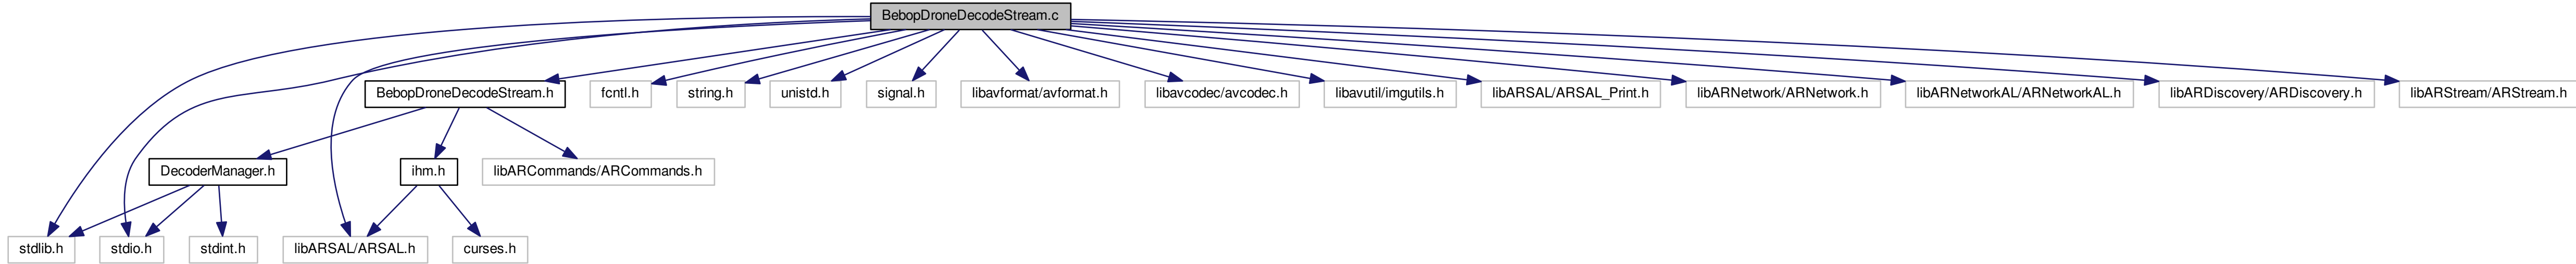 BebopDroneDecodeStream.c
BebopDroneDecodeStream.h
fcntl.h
string.h
unistd.h
signal.h
libavformat/avformat.h
libavcodec/avcodec.h
libavutil/imgutils.h
libARSAL/ARSAL_Print.h
libARNetwork/ARNetwork.h
libARNetworkAL/ARNetworkAL.h
libARDiscovery/ARDiscovery.h
libARStream/ARStream.h
DecoderManager.h
ihm.h
libARCommands/ARCommands.h
stdlib.h
stdio.h
stdint.h
libARSAL/ARSAL.h
curses.h